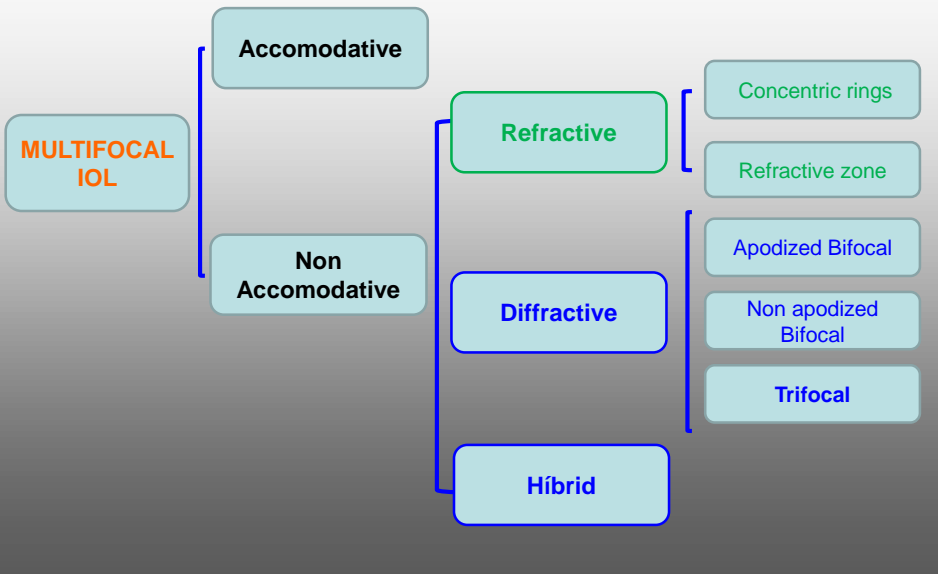 MULTIFOCAL
IOL
Accomodative
Non
Accomodative
Refractive
Diffractive
Híbrid
Concentric rings
Refractive zone
Apodized Bifocal
Non apodized
Bifocal
Trifocal